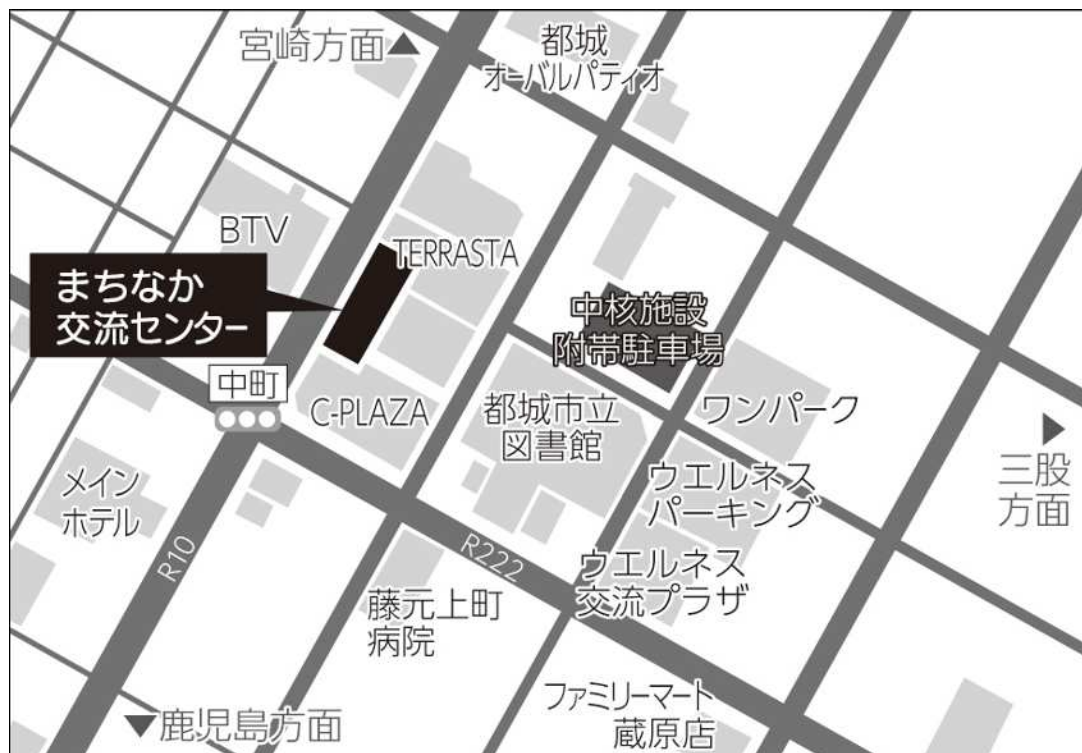 宮崎方面▲
都城
オーバルパティオ
BTV
TERRASTA
まちなか
交流センター
中核施設
附帯駐車場
中町
C-PLAZA
都城市立
図書館
ワンパーク
▶
三股
方面
メイン
ホテル
ウエルネス
パーキング
R10
R222
ウエルネス
交流プラザ
藤元上町
病院
ファミリーマート
蔵原店
▼鹿児島方面